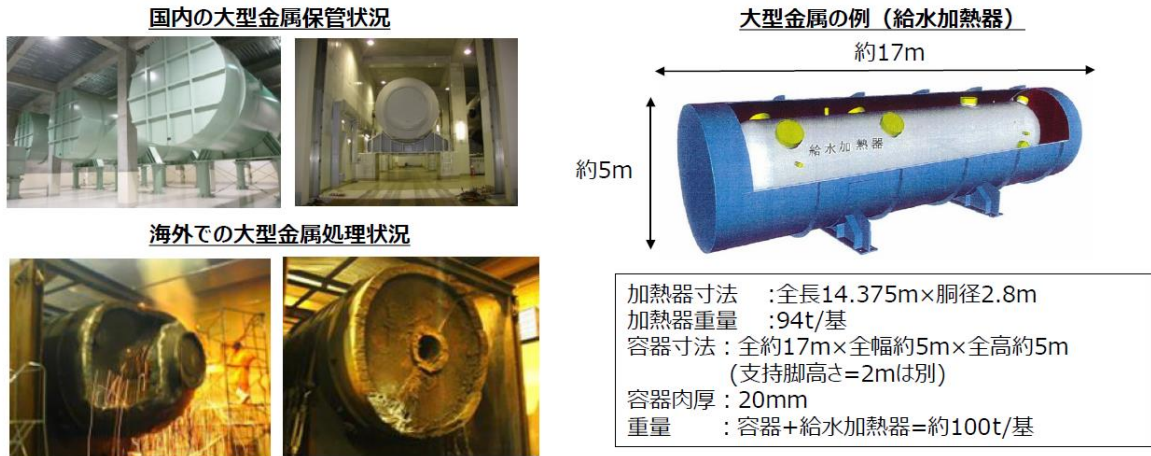 国内の大型金属保管状況
海外での大型金属処理状況
大型金属の例（給水加熱器）
約17m
約5m
給水加熱器
加熱器寸法　：全長14.375m×胴径2.8m
加熱器重量　：94t/基
容器寸法：全約17m×全幅約5m×全高約5m
(支持脚高さ=2mは別)
容器肉厚：20mm
重量　　：容器+給水加熱器=約100t/基